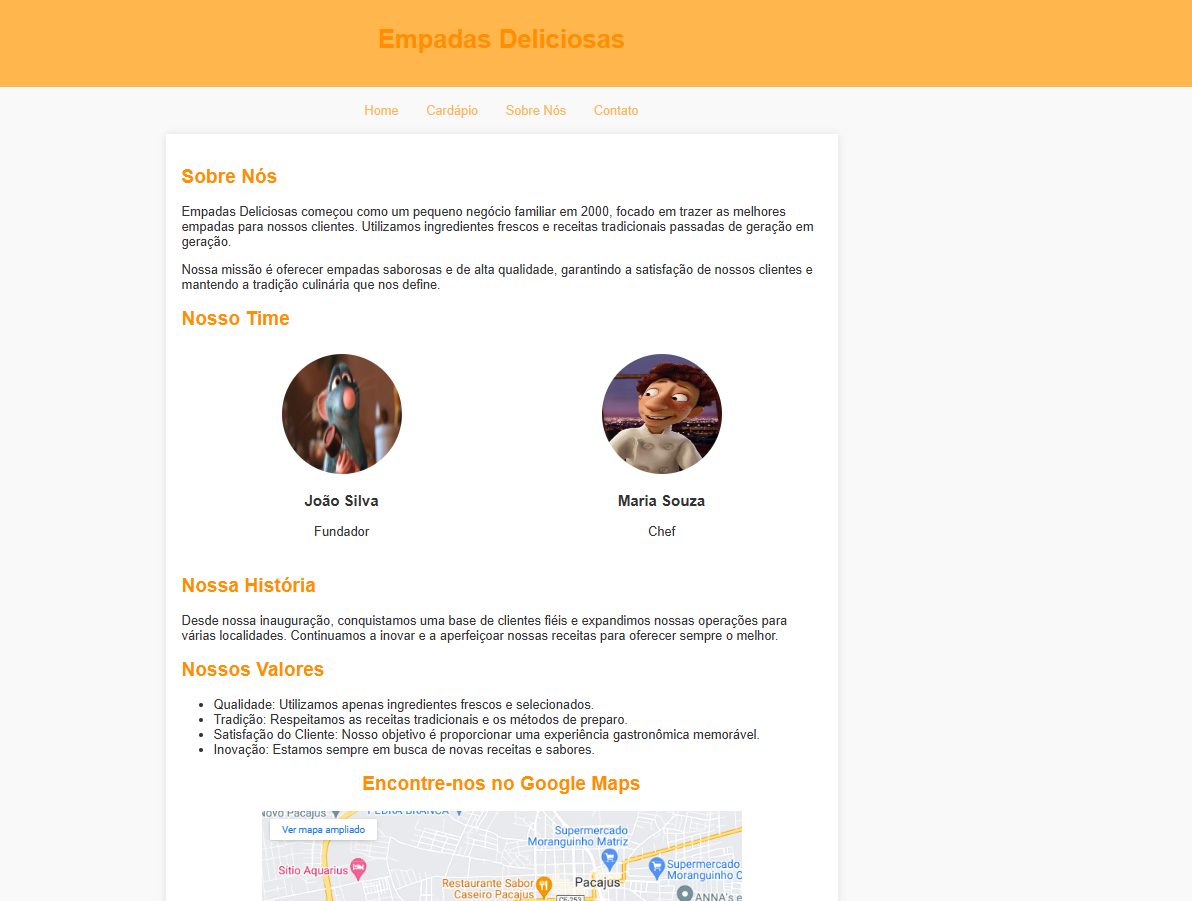 Empadas Deliciosas
Home Cardápio Sobre Nós Contato
Sobre Nós
Empadas Deliciosas começou como um pequeno negócio familiar em 2000, focado em trazer as melhores
empadas para nossos clientes. Utilizamos ingredientes frescos e receitas tradicionais passadas de geração em
geração.
Nossa missão é oferecer empadas saborosas e de alta qualidade, garantindo a satisfação de nossos clientes e
mantendo a tradição culinária que nos define.
Nosso Time
João Silva
Fundador
Maria Souza
Chef
Nossa História
Desde nossa inauguração, conquistamos uma base de clientes fiéis e expandimos nossas operações para
várias localidades. Continuamos a inovar e a aperfeiçoar nossas receitas para oferecer sempre o melhor.
Nossos Valores
• Qualidade: Utilizamos apenas ingredientes frescos e selecionados.
• Tradição: Respeitamos as receitas tradicionais e os métodos de preparo.
• Satisfação do Cliente: Nosso objetivo é proporcionar uma experiência gastronômica memorável.
• Inovação: Estamos sempre em busca de novas receitas e sabores.
Encontre-nos no Google Maps
Pacajus
PEDRA BRANCA
Ver mapa ampliado
Supermercado
Moranguinho Matriz
Sítio Aquarius
Supermercado
Moranguinho C
Restaurante Sabor
Caseiro Pacajus
Pacajus
CE-253
ANNA's e